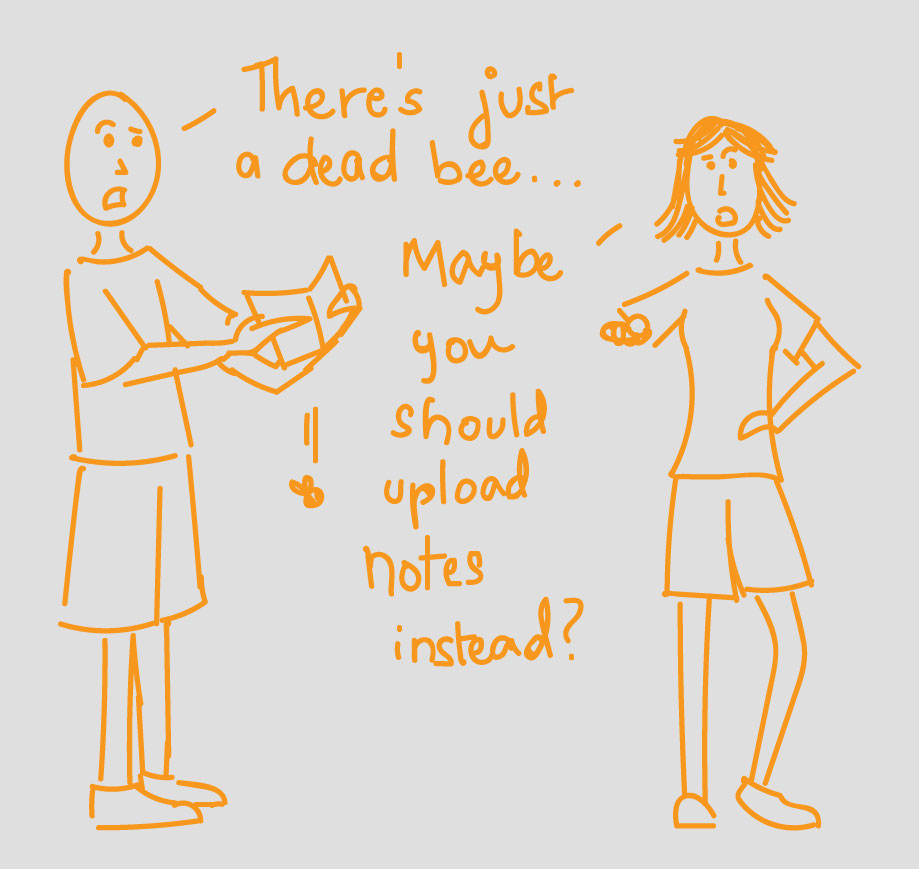 There's just
a dead bee...
Maybe
you
should
upload
notes
instead?